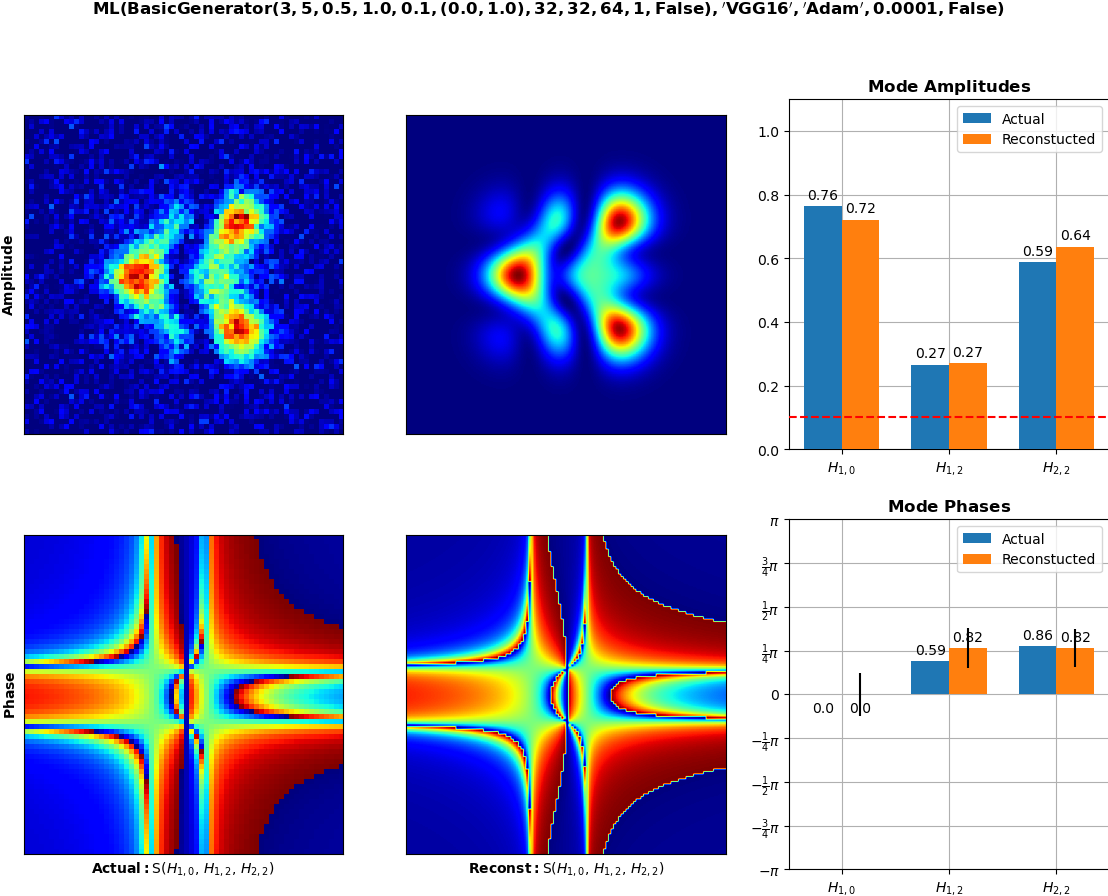 ML(BasicGenerator(3, 5, 0.5, 1.0, 0.1, (0.0, 1.0), 32, 32, 64, 1, False), ′VGG16′, ′Adam′, 0.0001, False)
Amplitude
Mode Amplitudes
Actual
Reconstucted
1.0
0.8
0.6
0.4
0.2
0.0
0.76
0.72
0.27
0.27
0.59
0.64
H1,0
H1,2
H2,2
Phase
Actual: S(H1,0, H1,2, H2,2)
Reconst: S(H1,0, H1,2, H2,2)
Mode Phases
Actual
Reconstucted
π
3/4π
1/2π
1/4π
0
−1/4π
−1/2π
−3/4π
−π
0.0
0.0
0.59
0.82
0.86
0.82
H1,0
H1,2
H2,2